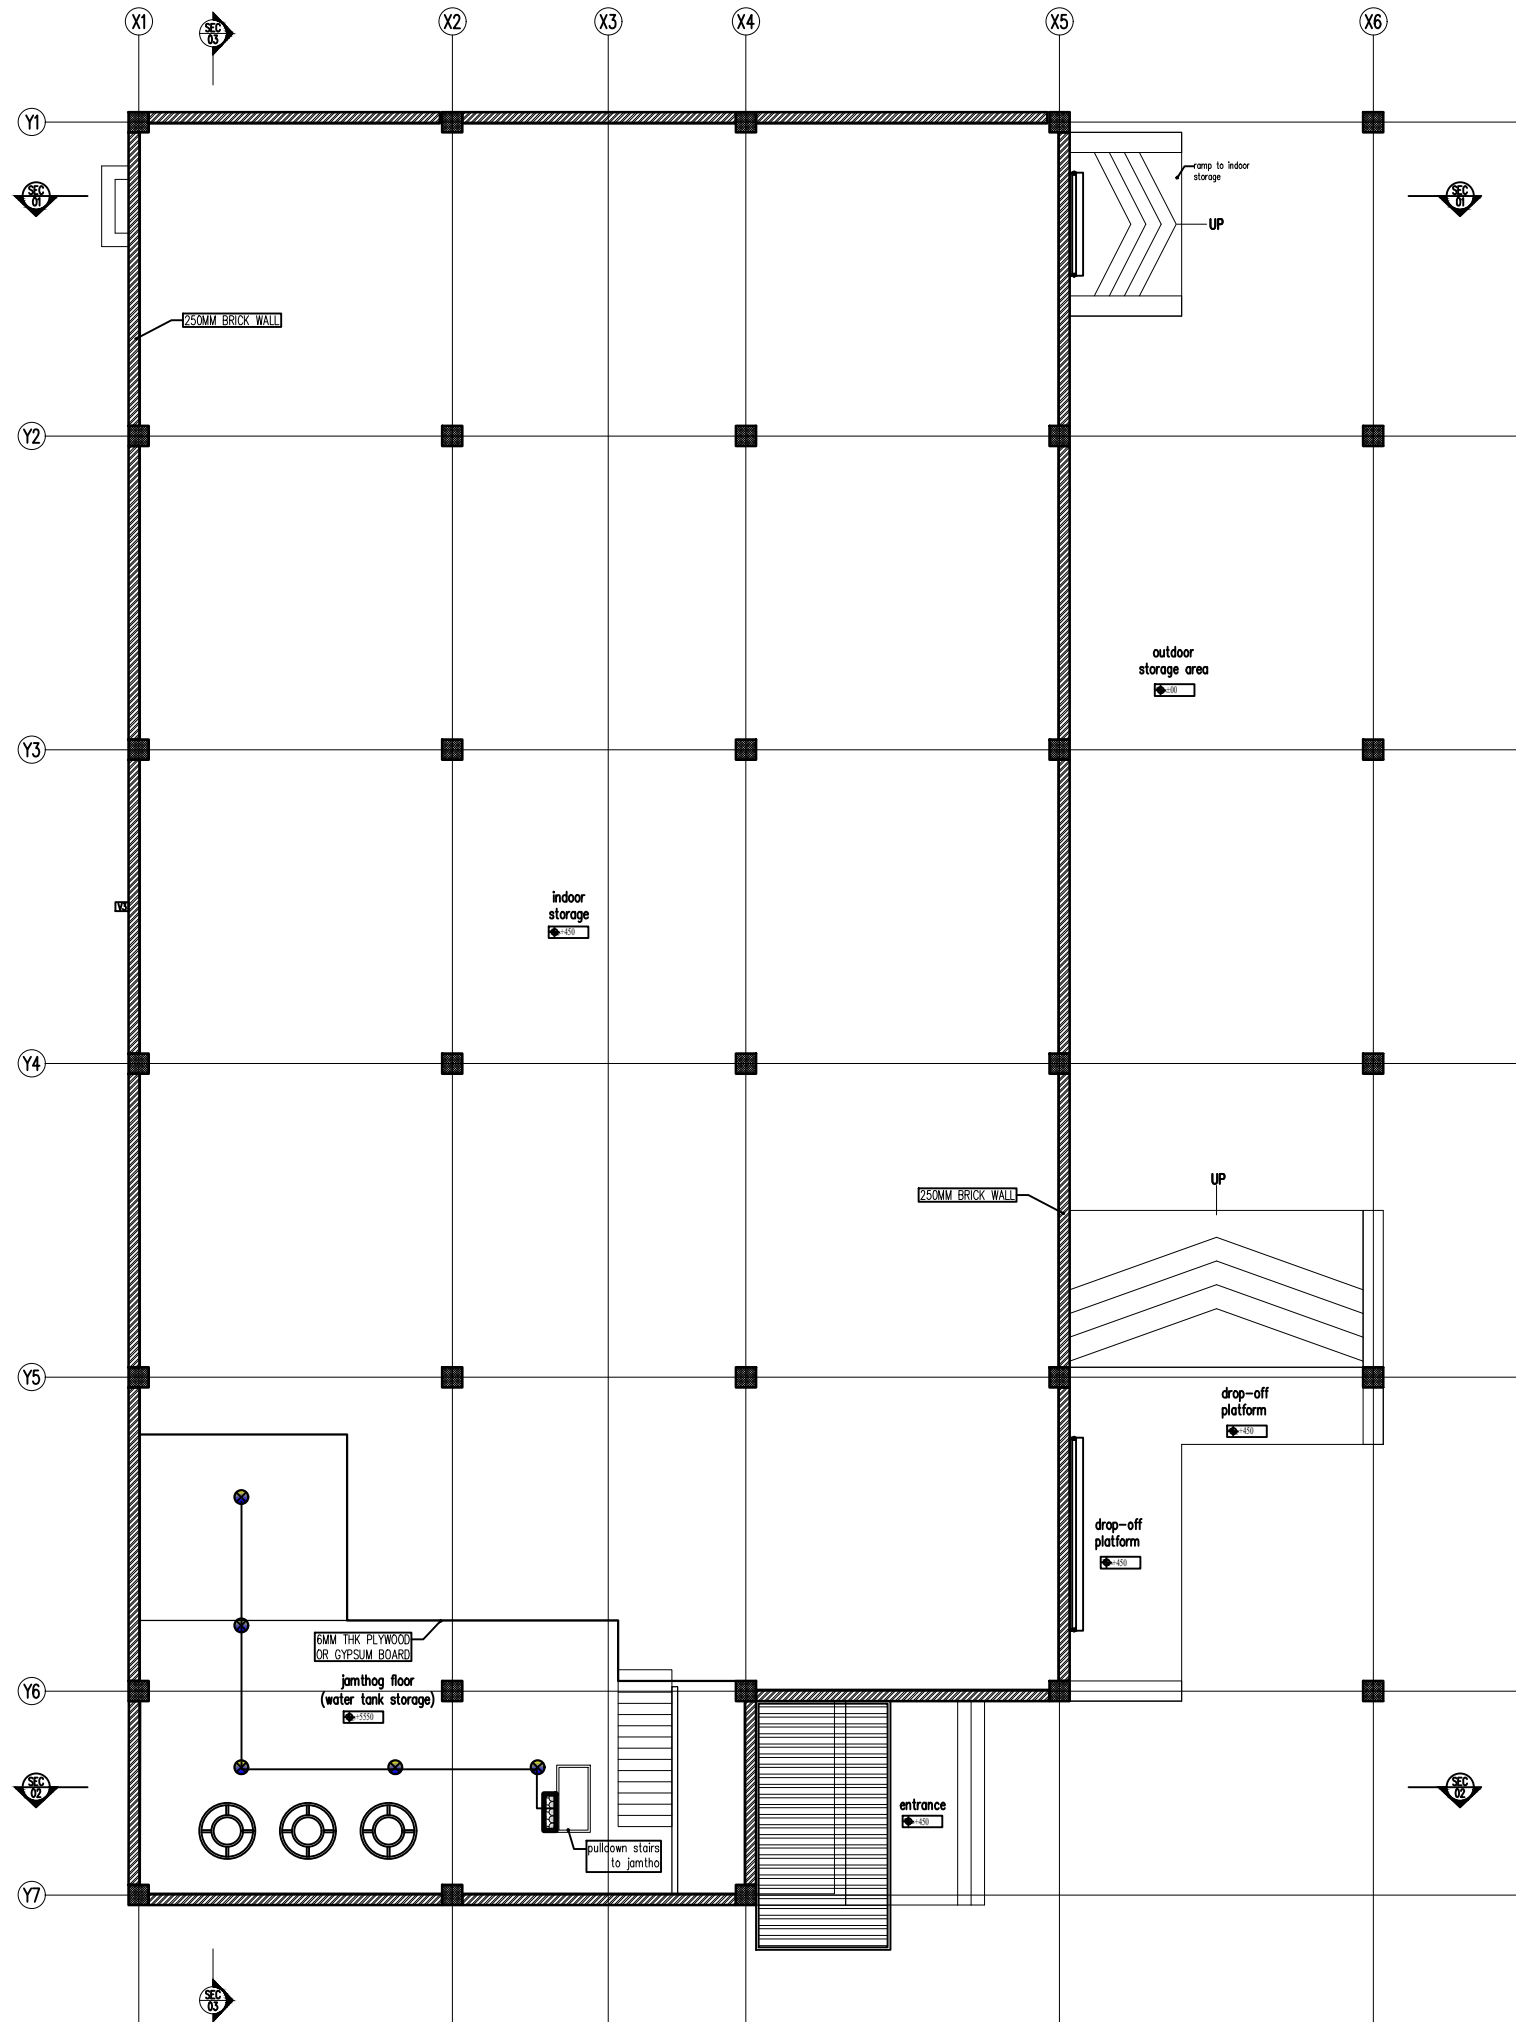 X1
X2
X3
X4
X5
X6
SEC
03
Y1
ramp to indoor
storage
SEC
01
SEC
01
UP
250MM BRICK WALL
Y2
outdoor
storage area
±00
Y3
indoor
storage
V3
+450
Y4
UP
250MM BRICK WALL
Y5
drop-off
platform
+450
drop-off
platform
+450
6MM THK PLYWOOD
OR GYPSUM BOARD
jamthog floor
(water tank storage)
+5550
Y6
SEC
02
SEC
02
entrance
+450
pulldown stairs
to jamtho
Y7
SEC
03